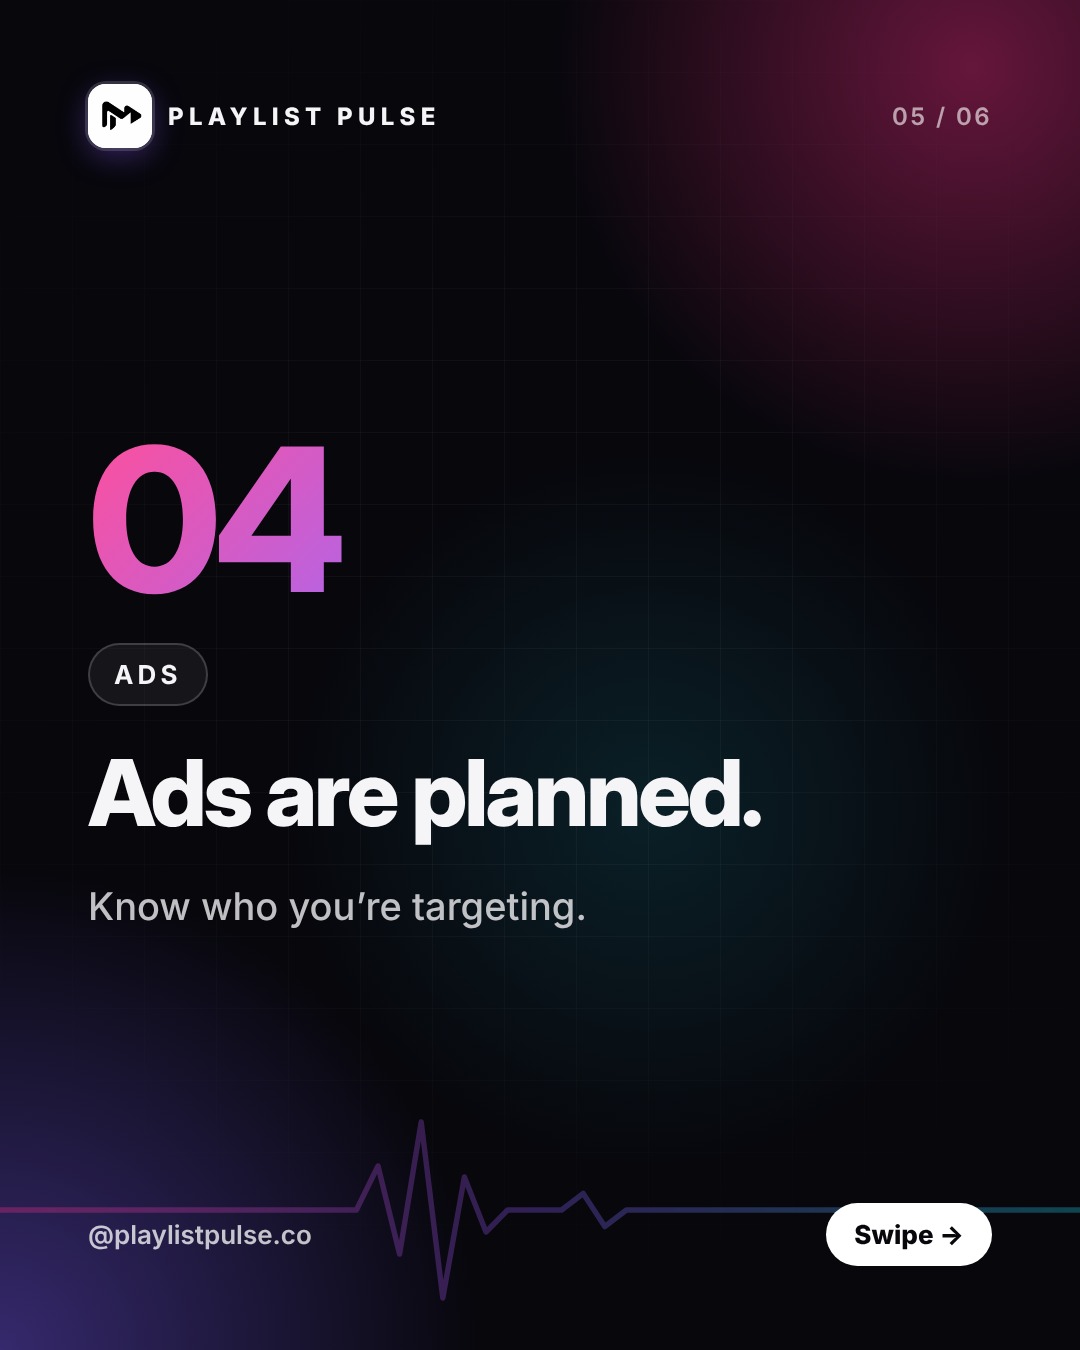 PLAYLIST PULSE
05 / 06
04
ADS
Ads are planned.
Know who you’re targeting.
@playlistpulse.co
Swipe →